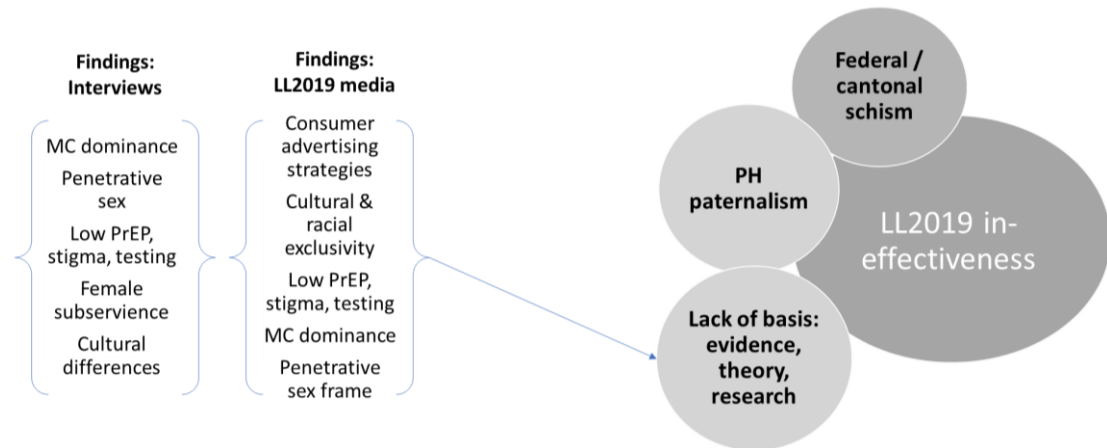 Findings:
Interviews
MC dominance
Penetrative
sex
Low PrEP,
stigma, testing
Female
subservience
Cultural
differences
Findings:
LL2019 media
Consumer
advertising
strategies
Cultural &
racial
exclusivity
Low PrEP,
stigma, testing
MC dominance
Penetrative
sex frame
Federal /
cantonal
schism
PH
paternalism
Lack of basis:
evidence,
theory,
research
LL2019 in-
effectiveness